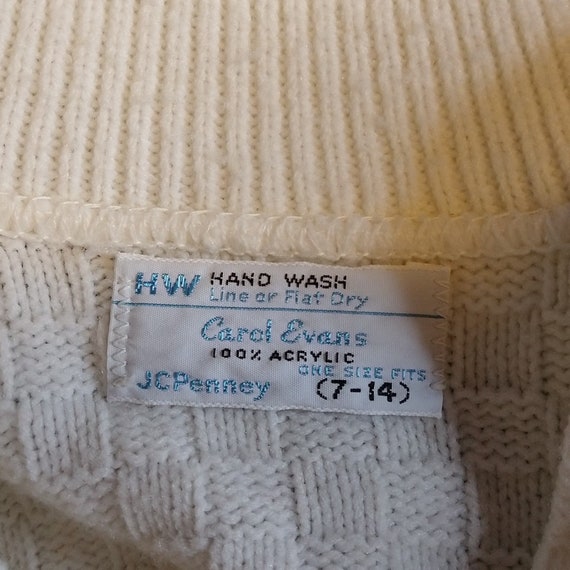 HW HAND WASH
Line or Flat Dry
Carol Evans
100% ACRYLIC
ONE SIZE FITS
JCPenney (7-14)